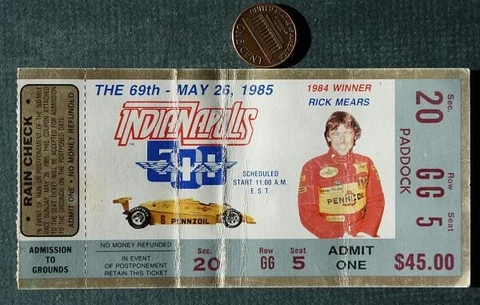 THE 69th - MAY 26, 1985
1984 WINNER
RICK MEARS
INDIANAPOLIS
500
SCHEDULED
START 11:00 A.M.
E.S.T.
PENNZOIL
6
PENNZOIL
RAIN CHECK
ADMIT ONE - NO MONEY REFUNDED
ADMISSION
TO
GROUNDS
NO MONEY REFUNDED
IN EVENT OF
POSTPONEMENT
RETAIN THIS TICKET
Sec. 20
Row GG
Seat 5
ADMIT
ONE
Sec. 20
PADDOCK
Row GG
Seat 5
$45.00